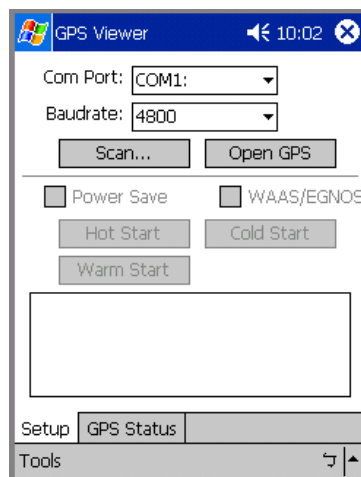 GPS Viewer 10:02
Com Port: COM1:
Baudrate: 4800
Scan... Open GPS
Power Save WAAS/EGNOS
Hot Start Cold Start
Warm Start
Setup GPS Status
Tools